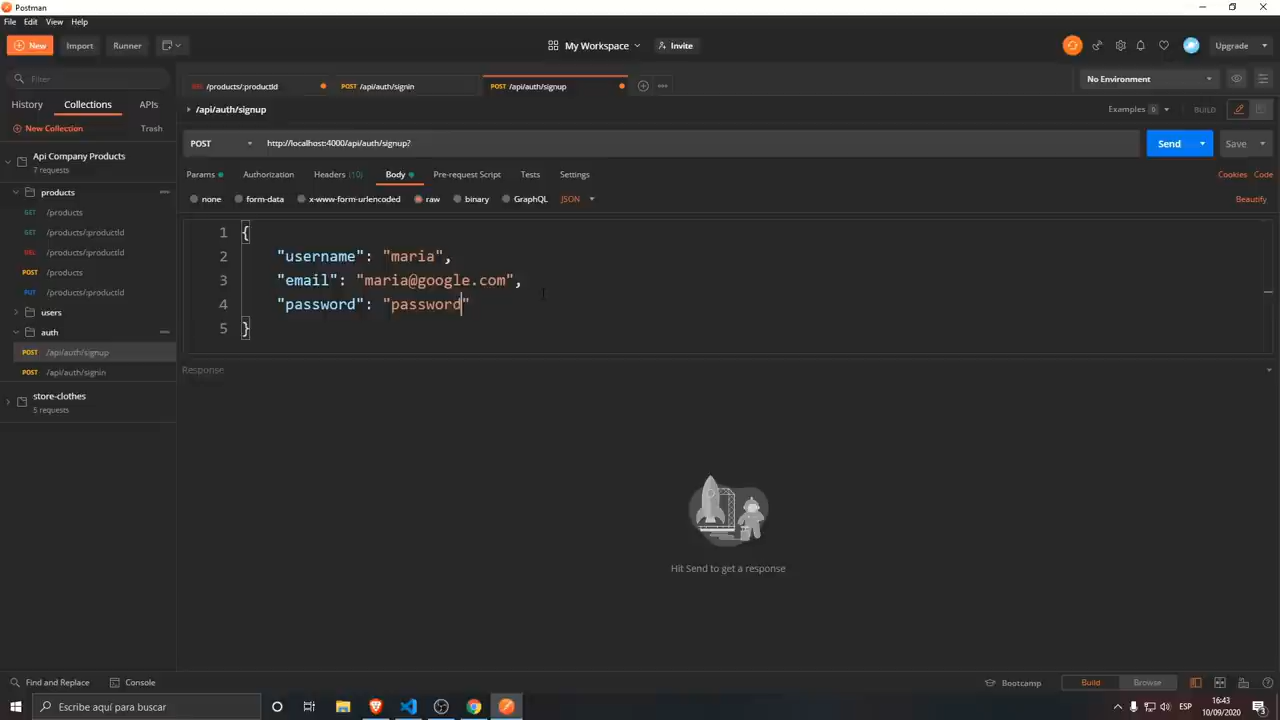 Postman
File Edit View Help
New Import Runner My Workspace Invite Upgrade
Filter
History Collections APIs
New Collection Trash
Api Company Products
7 requests
products
GET /products
GET /products/:productId
DEL /products/:productId
POST /products
PUT /products/:productId
users
auth
POST /api/auth/signup
POST /api/auth/signin
store-clothes
5 requests
DEL /products/:productId POST /api/auth/signin POST /api/auth/signup
No Environment
/api/auth/signup
Examples 0 BUILD
POST http://localhost:4000/api/auth/signup? Send Save
Params Authorization Headers (10) Body Pre-request Script Tests Settings Cookies Code
none form-data x-www-form-urlencoded raw binary GraphQL JSON Beautify
1 {
2 "username": "maria",
3 "email": "maria@google.com",
4 "password": "password"
5 }
Response
Hit Send to get a response
Find and Replace Console Bootcamp Build Browse
Escribe aquí para buscar
ESP
16:43
10/09/2020
3